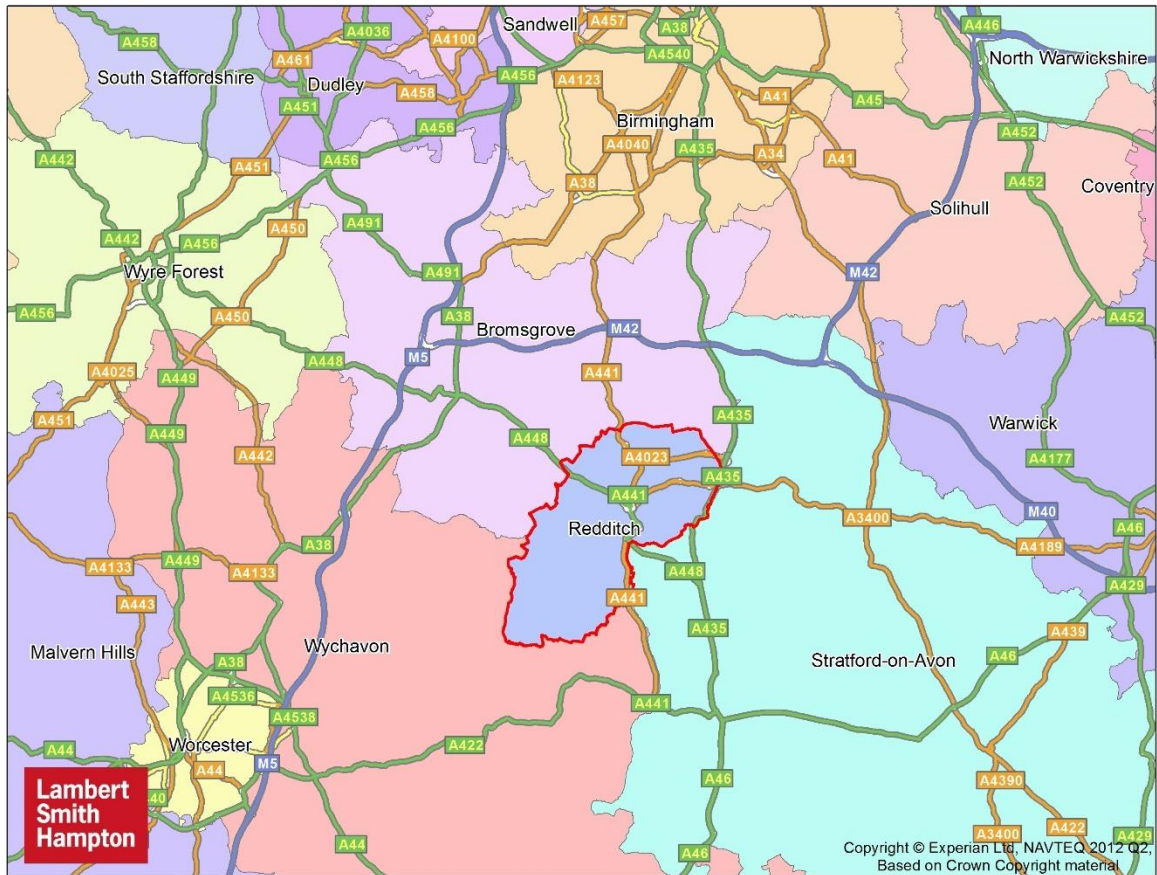 Sandwell
A457
A38
A446
A458
A4036
A4100
A4540
North Warwickshire
A461
South Staffordshire
Dudley
A456
A4123
A451
A458
A41
A45
Birmingham
A456
A435
A452
A442
A451
A456
A4040
A34
A41
A452
Coventry
A38
Solihull
A491
A450
A442
A456
Wyre Forest
A491
M42
A456
A450
A38
Bromsgrove
M42
A452
M5
A448
A441
A4025
A449
A451
A435
Warwick
A449
A448
A442
A4023
A4177
A435
A441
M40
A3400
A46
Redditch
A38
A4189
A449
A4133
A4133
A448
A429
A443
A441
A435
A439
Malvern Hills
Wychavon
A46
Stratford-on-Avon
A38
A4536
A441
A4538
A422
Worcester
A44
M5
A44
A46
A4390
Lambert
Smith
Hampton
40
A44
A3400
A422
A429
A46
Copyright © Experian Ltd, NAVTEQ 2012 Q2,
Based on Crown Copyright material